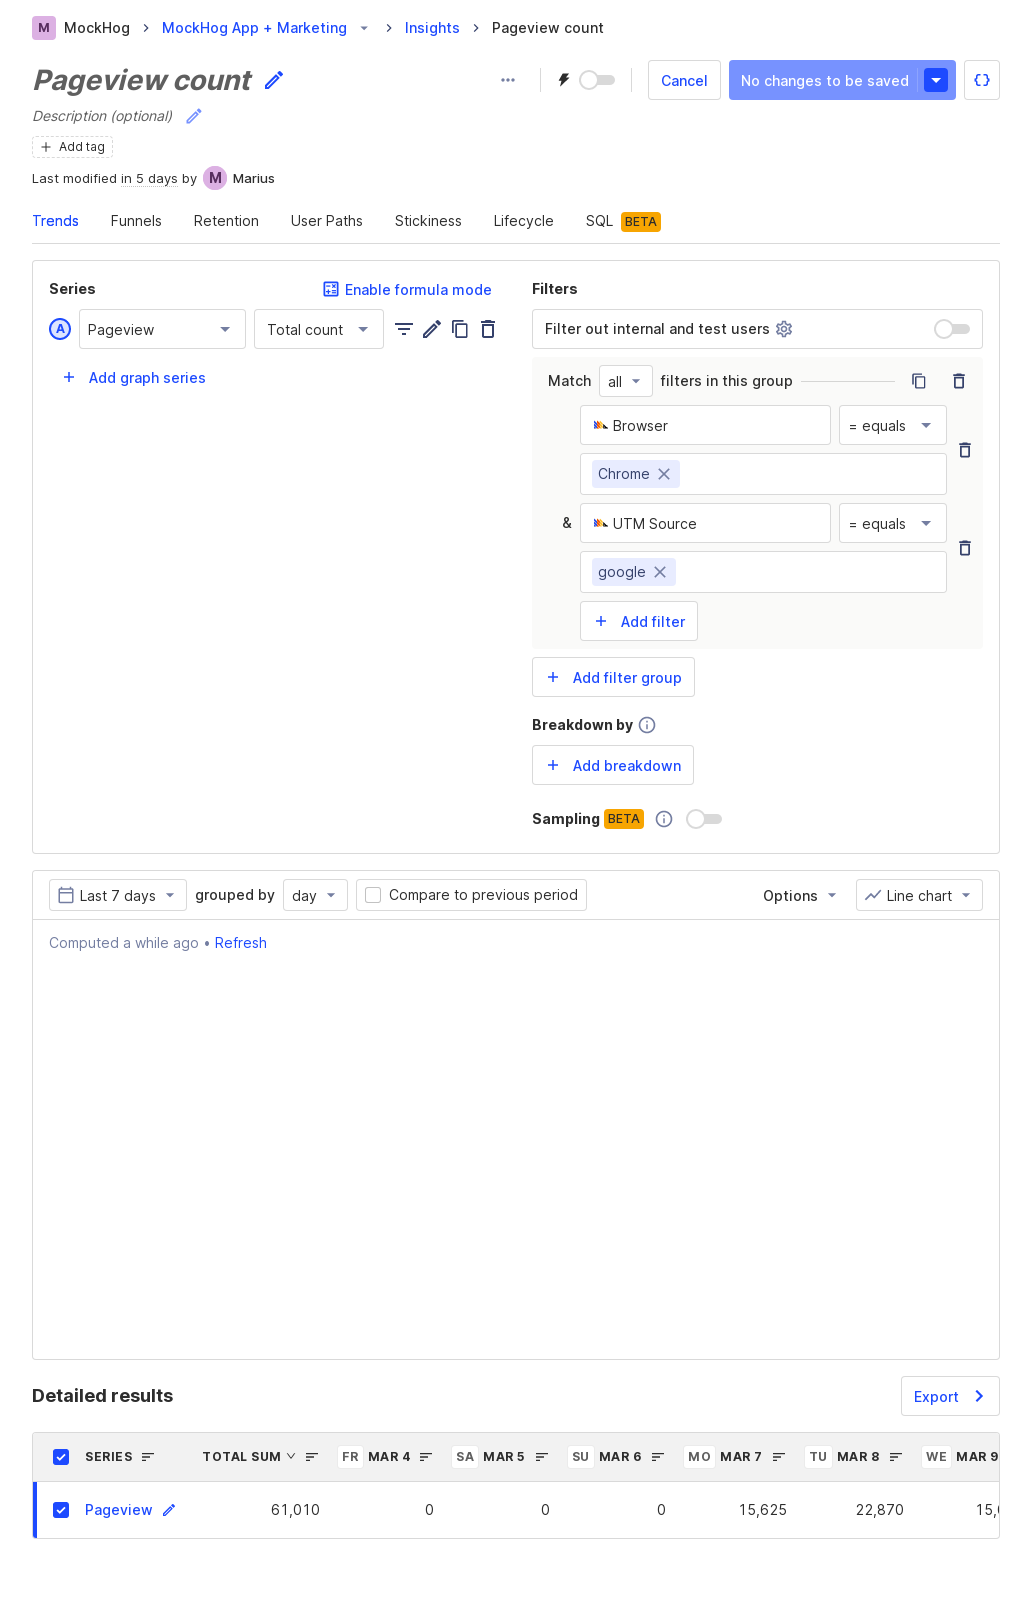 M MockHog MockHog App + Marketing Insights Pageview count
Pageview count
Cancel No changes to be saved
Description (optional)
Add tag
Last modified in 5 days by M Marius
Trends Funnels Retention User Paths Stickiness Lifecycle SQL BETA
Series Enable formula mode
A Pageview Total count
Add graph series
Filters
Filter out internal and test users
Match all filters in this group
Browser = equals
Chrome
& UTM Source = equals
google
Add filter
Add filter group
Breakdown by
Add breakdown
Sampling BETA
Last 7 days grouped by day Compare to previous period Options Line chart
Computed a while ago • Refresh
Detailed results Export
SERIES TOTAL SUM FR MAR 4 SA MAR 5 SU MAR 6 MO MAR 7 TU MAR 8 WE MAR 9
Pageview 61,010 0 0 0 15,625 22,870